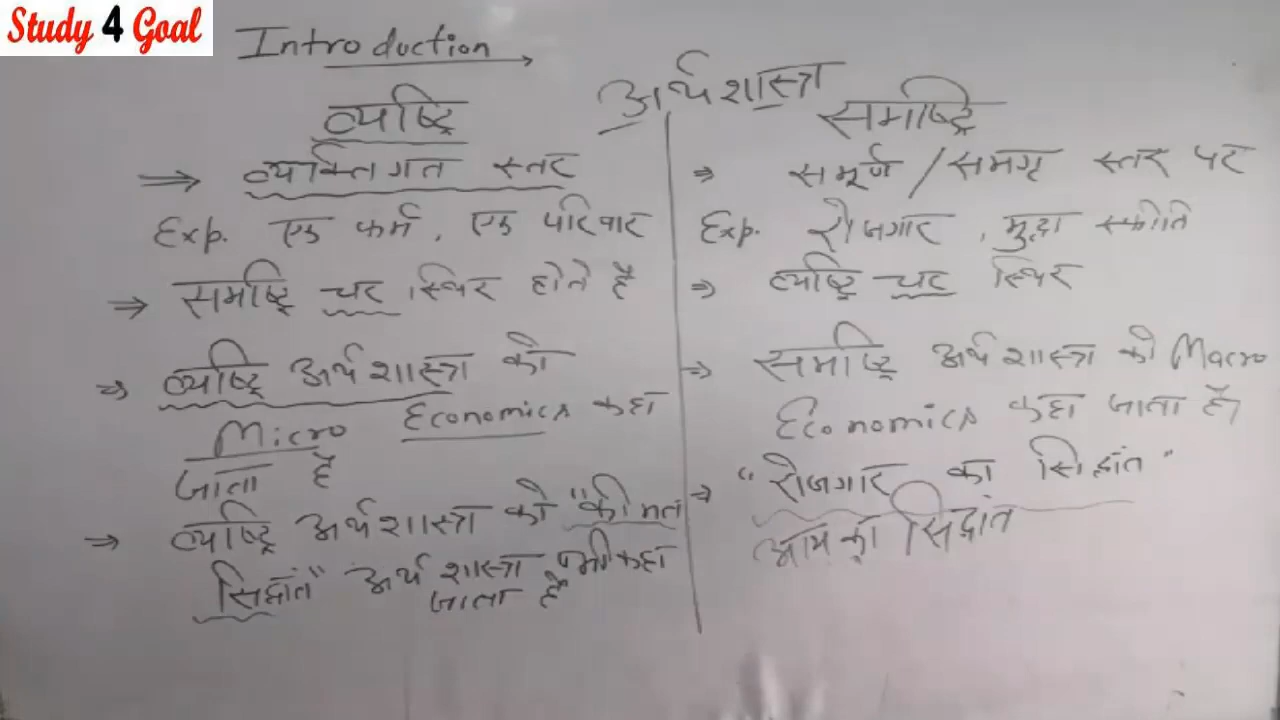 Study 4 Goal
Introduction
अर्थशास्त्र
व्यष्टि
व्यक्तिगत स्तर
Exp. एक फर्म, एक परिवार
समष्टि चर स्थिर होते है
व्यष्टि अर्थशास्त्र को
Micro Economics कहा
जाता है
व्यष्टि अर्थशास्त्र को "कीमत
सिद्धांत" अर्थशास्त्र भी कहा
जाता है
समष्टि
सम्पूर्ण / समग्र स्तर पर
Exp. रोजगार, मुद्रा स्फीति
व्यष्टि चर स्थिर
समष्टि अर्थशास्त्र को Macro
Economics कहा जाता है
"रोजगार का सिद्धांत"
आय का सिद्धांत